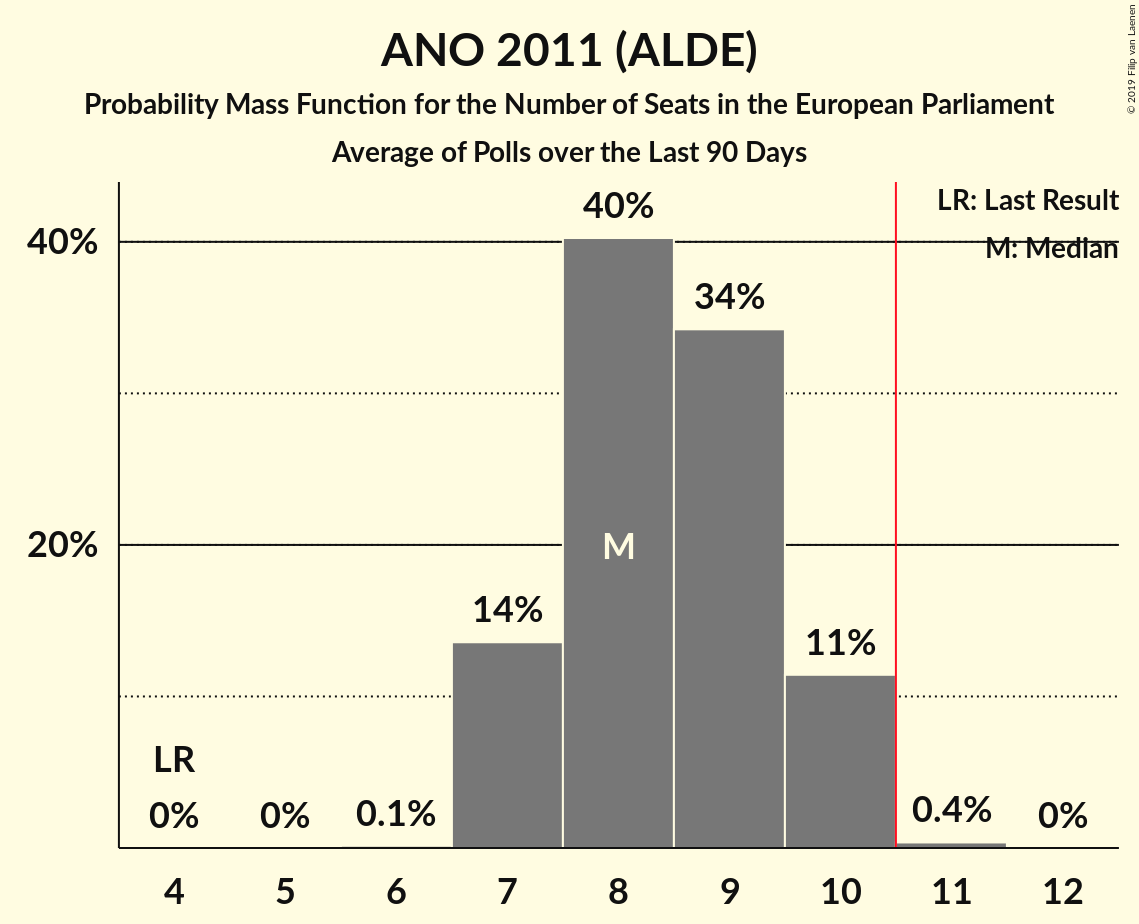 ANO 2011 (ALDE)
Probability Mass Function for the Number of Seats in the European Parliament
Average of Polls over the Last 90 Days
© 2019 Filip van Laenen
LR: Last Result
M: Median
40%
20%
LR
0%
0%
0.1%
14%
40%
M
34%
11%
0.4%
0%
4 5 6 7 8 9 10 11 12